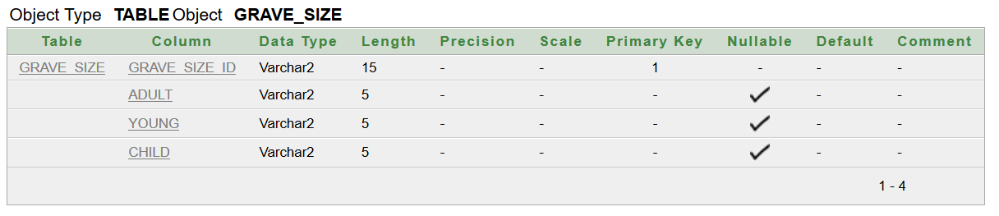 Object Type TABLE Object GRAVE_SIZE
Table Column Data Type Length Precision Scale Primary Key Nullable Default Comment
GRAVE_SIZE GRAVE_SIZE_ID Varchar2 15 - - 1 - - -
ADULT Varchar2 5 - - - ✓ - -
YOUNG Varchar2 5 - - - ✓ - -
CHILD Varchar2 5 - - - ✓ - -
1 - 4